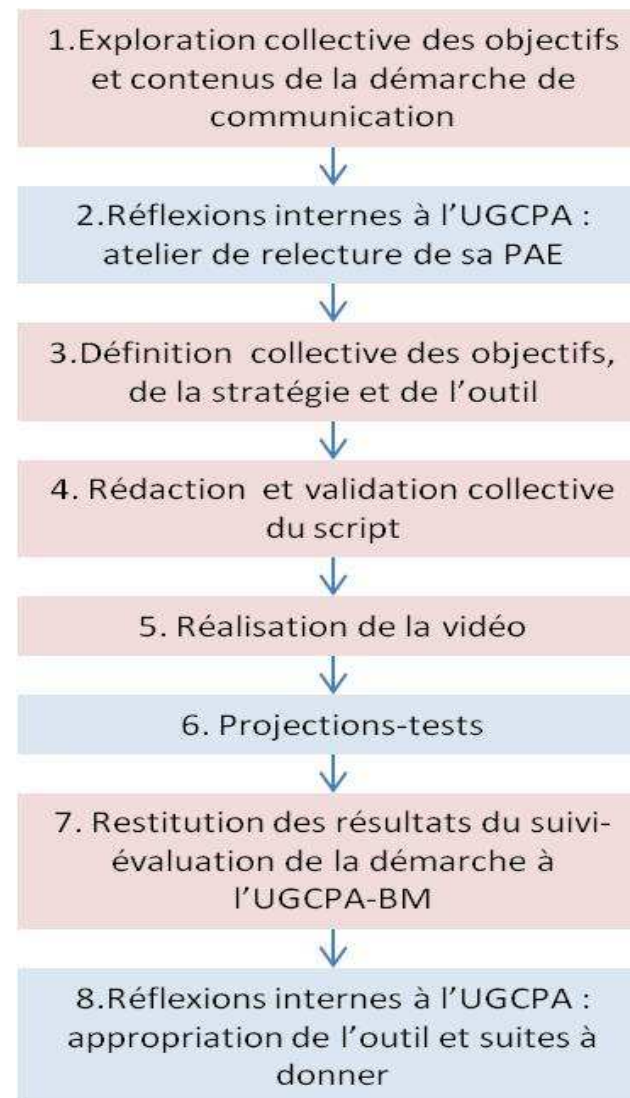 1.Exploration collective des objectifs
et contenus de la démarche de
communication
2.Réflexions internes à l’UGCPA :
atelier de relecture de sa PAE
3.Définition collective des objectifs,
de la stratégie et de l’outil
4. Rédaction et validation collective
du script
5. Réalisation de la vidéo
6. Projections-tests
7. Restitution des résultats du suivi-
évaluation de la démarche à
l’UGCPA-BM
8.Réflexions internes à l’UGCPA :
appropriation de l’outil et suites à
donner